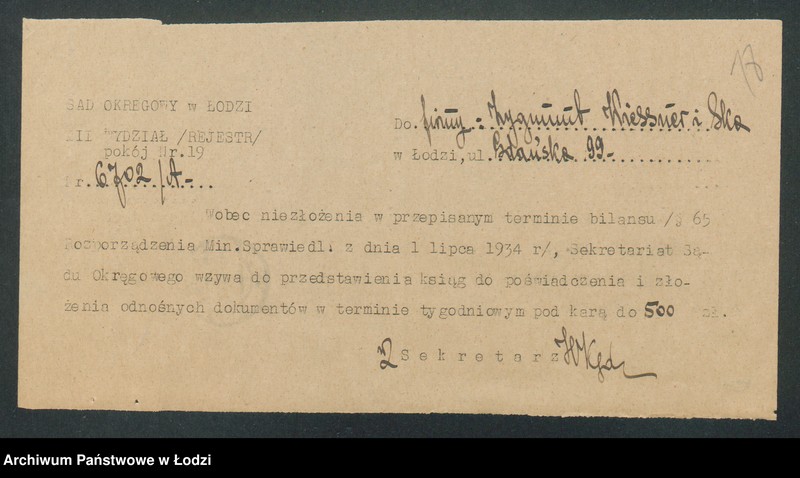 18
SĄD OKRĘGOWY w ŁODZI
III WYDZIAŁ /REJESTR/
pokój Nr.19
Nr. 6702/A-
Do firmy: Zygmunt Kiessner i Ska
w Łodzi, ul. Gdańska 99-
Wobec niezłożenia w przepisanym terminie bilansu /§ 65
Rozporządzenia Min.Sprawiedl. z dnia 1 lipca 1934 r/, Sekretariat Są-
du Okręgowego wzywa do przedstawienia ksiąg do poświadczenia i zło-
żenia odnośnych dokumentów w terminie tygodniowym pod karą do 500 zł.
Sekretarz
Archiwum Państwowe w Łodzi